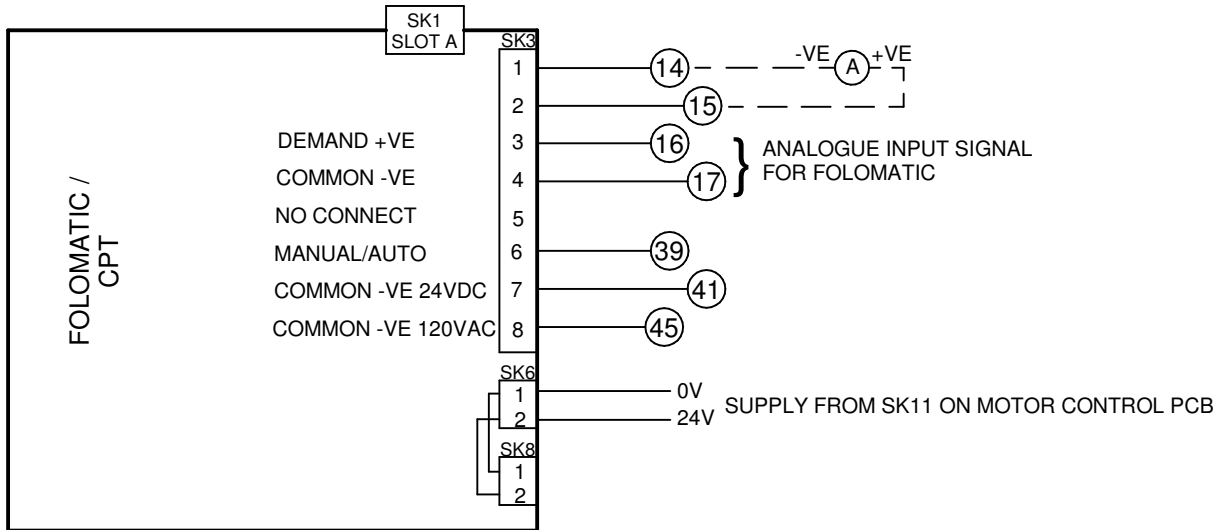 SK1
SLOT A
SK3
1 14 -VE A +VE
2 15
DEMAND +VE 3 16
COMMON -VE 4 17
} ANALOGUE INPUT SIGNAL
FOR FOLOMATIC
NO CONNECT 5
MANUAL/AUTO 6 39
COMMON -VE 24VDC 7 41
COMMON -VE 120VAC 8 45
FOLOMATIC /
CPT
SK6
1 0V
2 24V
SUPPLY FROM SK11 ON MOTOR CONTROL PCB
SK8
1
2